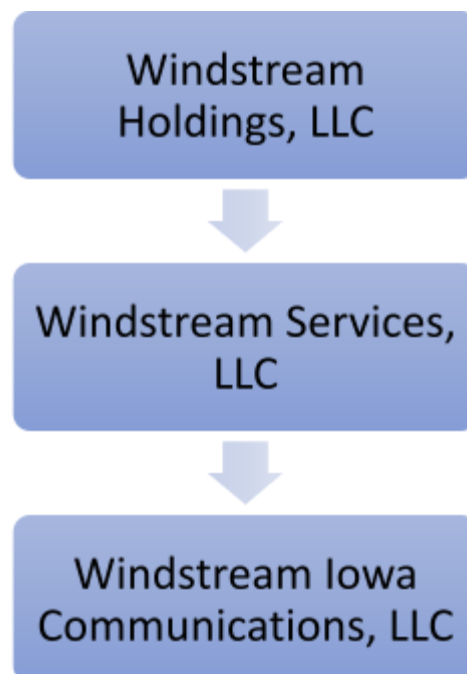 Windstream
Holdings, LLC
Windstream Services,
LLC
Windstream Iowa
Communications, LLC